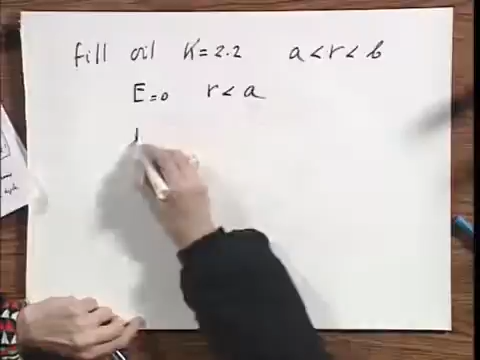 fill oil K = 2.2 a < r < b
E = 0 r < a